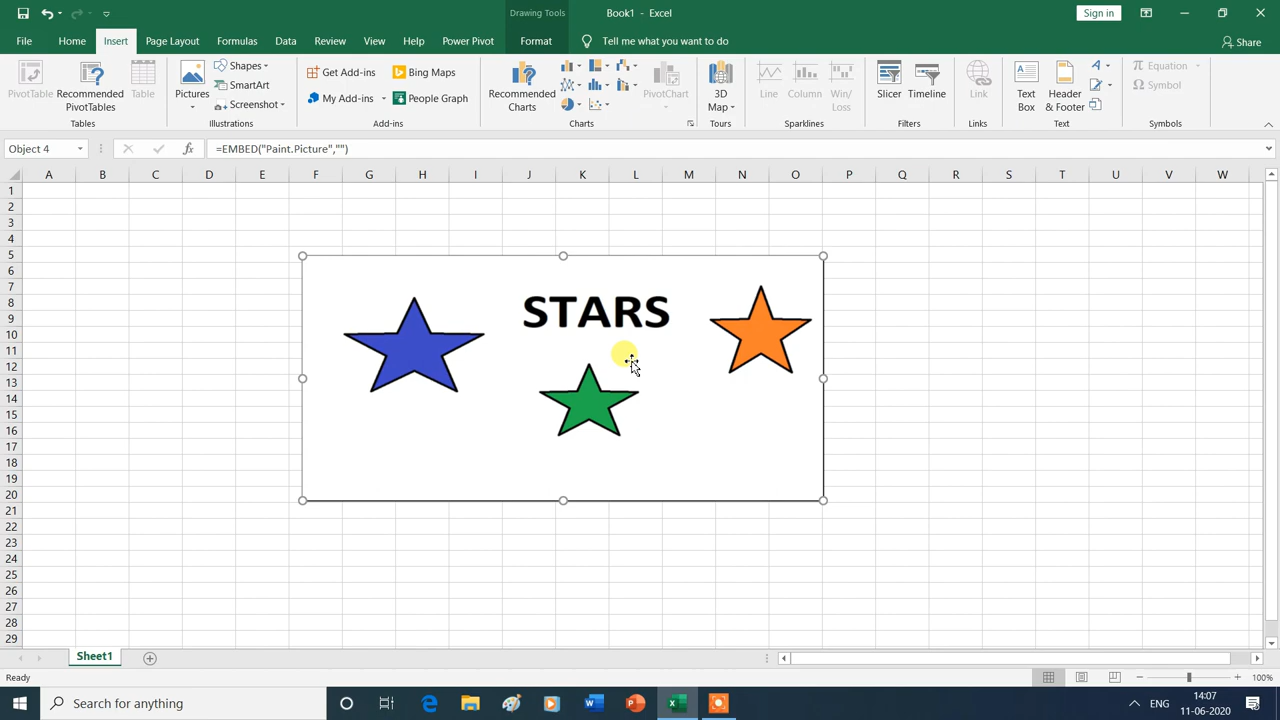 Drawing Tools
Book1 - Excel
Sign in
File Home Insert Page Layout Formulas Data Review View Help Power Pivot Format Tell me what you want to do Share
PivotTable Recommended PivotTables Table
Tables
Pictures Shapes SmartArt Screenshot
Illustrations
Get Add-ins My Add-ins Bing Maps People Graph
Add-ins
Recommended Charts PivotChart
Charts
3D Map
Tours
Line Column Win/Loss
Sparklines
Slicer Timeline
Filters
Link
Links
Text Box Header & Footer
Text
Equation Symbol
Symbols
Object 4 fx =EMBED("Paint.Picture","")
A B C D E F G H I J K L M N O P Q R S T U V W
1
2
3
4
5
6
7
8
9
10
11
12
13
14
15
16
17
18
19
20
21
22
23
24
25
26
27
28
29
STARS
Sheet1
Ready
100%
Search for anything
ENG
14:07
11-06-2020